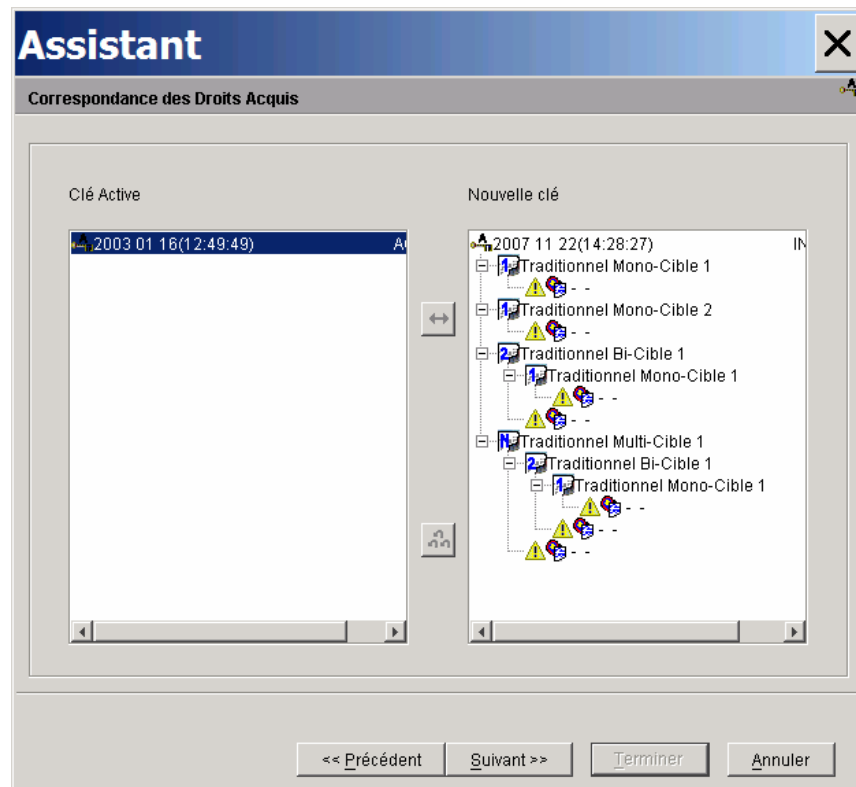 Assistant
Correspondance des Droits Acquis
Clé Active
Nouvelle clé
2003 01 16(12:49:49)
2007 11 22(14:28:27) IN
Traditionnel Mono-Cible 1
- -
Traditionnel Mono-Cible 2
- -
Traditionnel Bi-Cible 1
Traditionnel Mono-Cible 1
- -
- -
Traditionnel Multi-Cible 1
Traditionnel Bi-Cible 1
Traditionnel Mono-Cible 1
- -
- -
- -
<< Précédent
Suivant >>
Terminer
Annuler